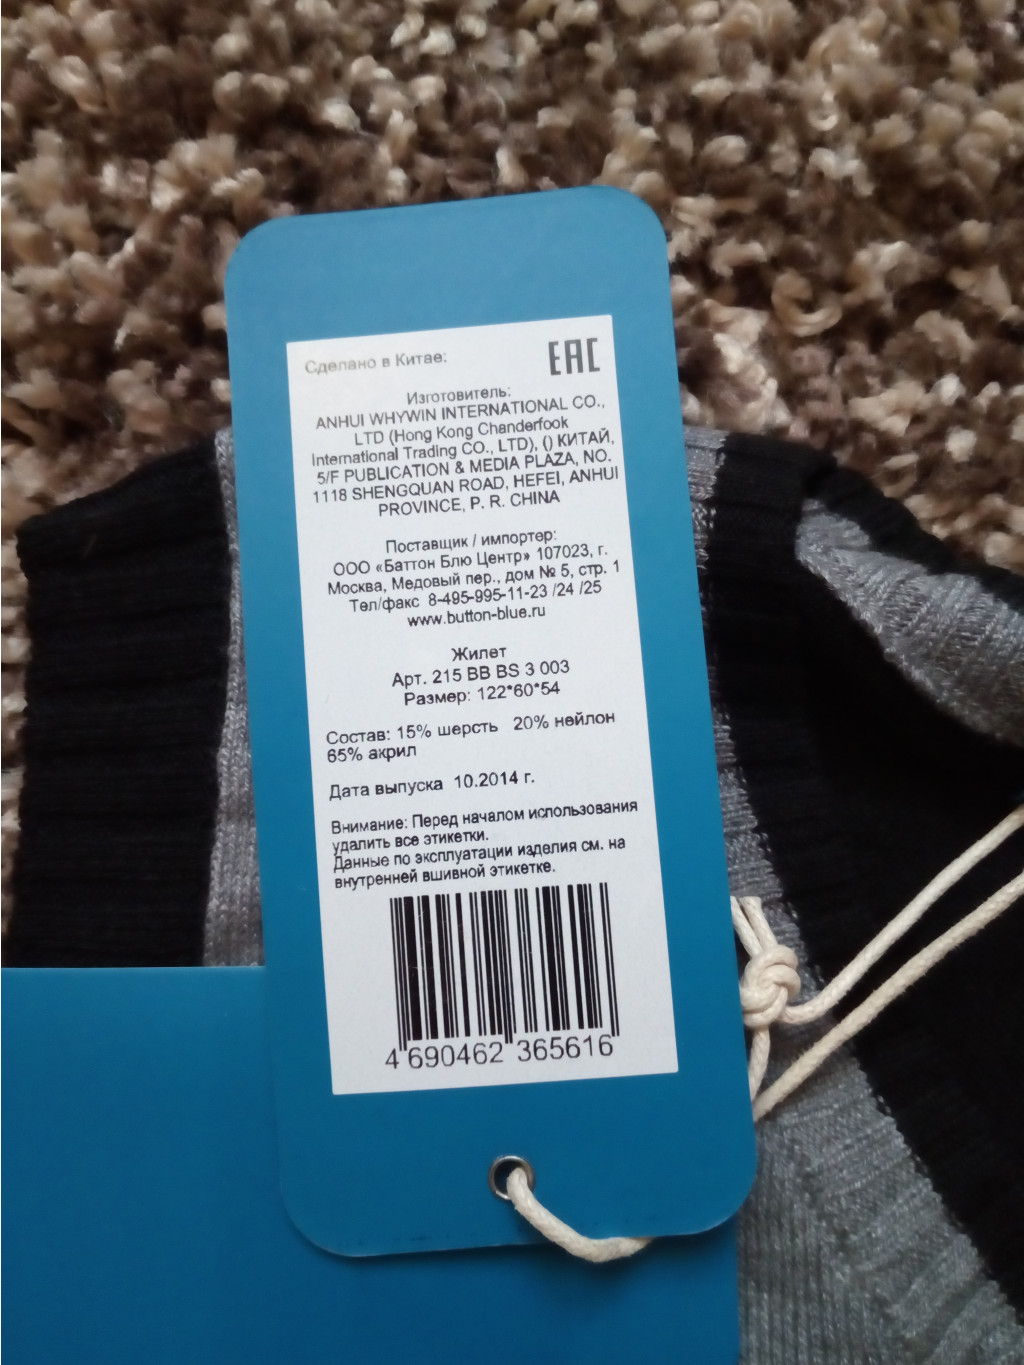 Сделано в Китае:
EAC
Изготовитель:
ANHUI WHYWIN INTERNATIONAL CO.,
LTD (Hong Kong Chanderfook
International Trading CO., LTD), () КИТАЙ,
5/F PUBLICATION & MEDIA PLAZA, NO.
1118 SHENGQUAN ROAD, HEFEI, ANHUI
PROVINCE, P. R. CHINA
Поставщик / импортер:
ООО «Баттон Блю Центр» 107023, г.
Москва, Медовый пер., дом № 5, стр. 1
Тел/факс 8-495-995-11-23 /24 /25
www.button-blue.ru
Жилет
Арт. 215 BB BS 3 003
Размер: 122*60*54
Состав: 15% шерсть 20% нейлон
65% акрил
Дата выпуска 10.2014 г.
Внимание: Перед началом использования
удалить все этикетки.
Данные по эксплуатации изделия см. на
внутренней вшивной этикетке.
4 690462 365616